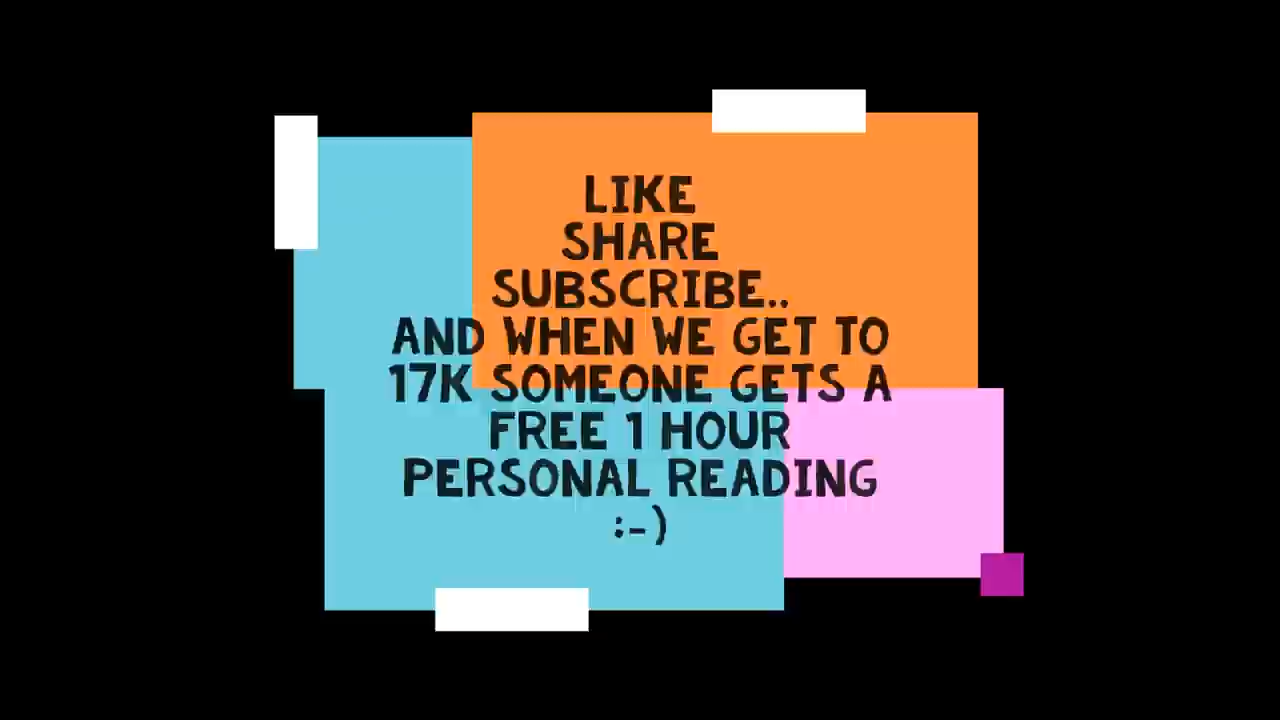 LIKE
SHARE
SUBSCRIBE..
AND WHEN WE GET TO
17K SOMEONE GETS A
FREE 1 HOUR
PERSONAL READING
:-)